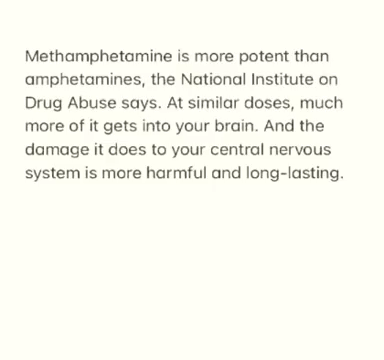 Methamphetamine is more potent than
amphetamines, the National Institute on
Drug Abuse says. At similar doses, much
more of it gets into your brain. And the
damage it does to your central nervous
system is more harmful and long-lasting.